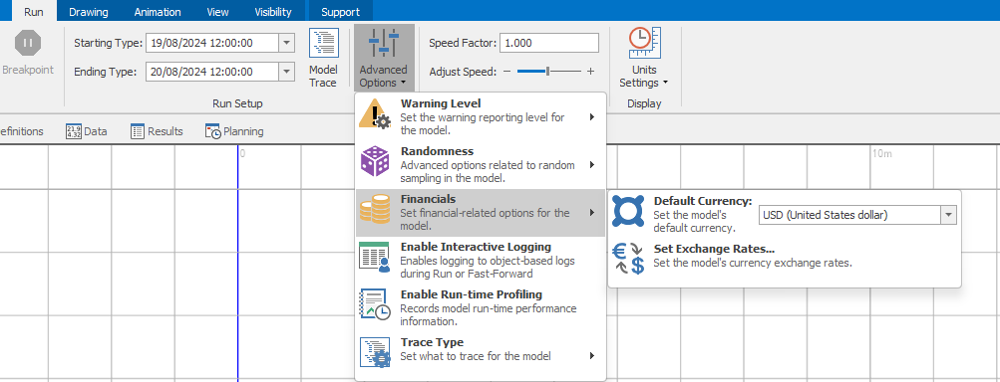 Run Drawing Animation View Visibility Support
Breakpoint
Starting Type: 19/08/2024 12:00:00
Ending Type: 20/08/2024 12:00:00
Model Trace
Run Setup
Advanced Options
Speed Factor: 1.000
Adjust Speed: − +
Units Settings
Display
efinitions 21.9 4.32 Data Results Planning
0 10m
Warning Level
Set the warning reporting level for
the model.
Randomness
Advanced options related to random
sampling in the model.
Financials
Set financial-related options for the
model.
Enable Interactive Logging
Enables logging to object-based logs
during Run or Fast-Forward
Enable Run-time Profiling
Records model run-time performance
information.
Trace Type
Set what to trace for the model
Default Currency:
Set the model's
default currency.
USD (United States dollar)
€ $
Set Exchange Rates...
Set the model's currency exchange rates.